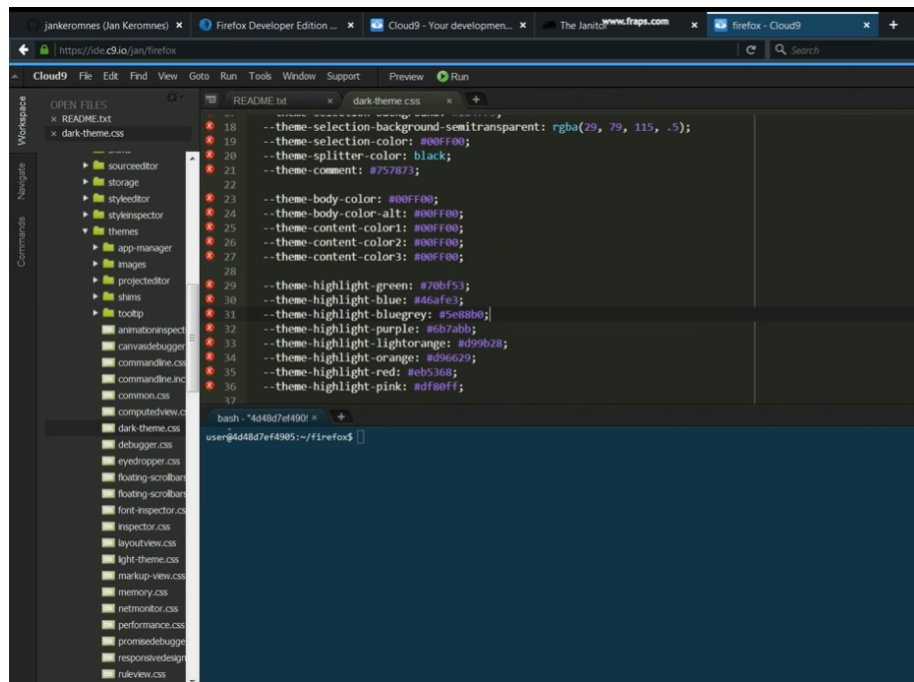 jankeromnes (Jan Keromnes) ×
Firefox Developer Edition ... ×
Cloud9 - Your developmen... ×
The Janito ×
www.fraps.com
firefox - Cloud9 × +
https://ide.c9.io/jan/firefox
Search
Cloud9 File Edit Find View Goto Run Tools Window Support Preview Run
Workspace
Navigate
Commands
OPEN FILES
× README.txt
× dark-theme.css
sourceeditor
storage
styleeditor
styleinspector
themes
app-manager
images
projecteditor
shims
tooltip
animationinspect
canvasdebugger
commandline.css
commandline.inc
common.css
computedview.c
dark-theme.css
debugger.css
eyedropper.css
floating-scrollbars
floating-scrollbars
font-inspector.cs
inspector.css
layoutview.css
light-theme.css
markup-view.css
memory.css
netmonitor.css
performance.css
promisedebugge
responsivedesign
ruleview.css
README.txt × dark-theme.css × +
18 --theme-selection-background-semitransparent: rgba(29, 79, 115, .5);
19 --theme-selection-color: #00FF00;
20 --theme-splitter-color: black;
21 --theme-comment: #757873;
22
23 --theme-body-color: #00FF00;
24 --theme-body-color-alt: #00FF00;
25 --theme-content-color1: #00FF00;
26 --theme-content-color2: #00FF00;
27 --theme-content-color3: #00FF00;
28
29 --theme-highlight-green: #70bf53;
30 --theme-highlight-blue: #46afe3;
31 --theme-highlight-bluegrey: #5e88b0;
32 --theme-highlight-purple: #6b7abb;
33 --theme-highlight-lightorange: #d99b28;
34 --theme-highlight-orange: #d96629;
35 --theme-highlight-red: #eb5368;
36 --theme-highlight-pink: #df80ff;
37
bash - "4d48d7ef490! × +
user@4d48d7ef4905:~/firefox$